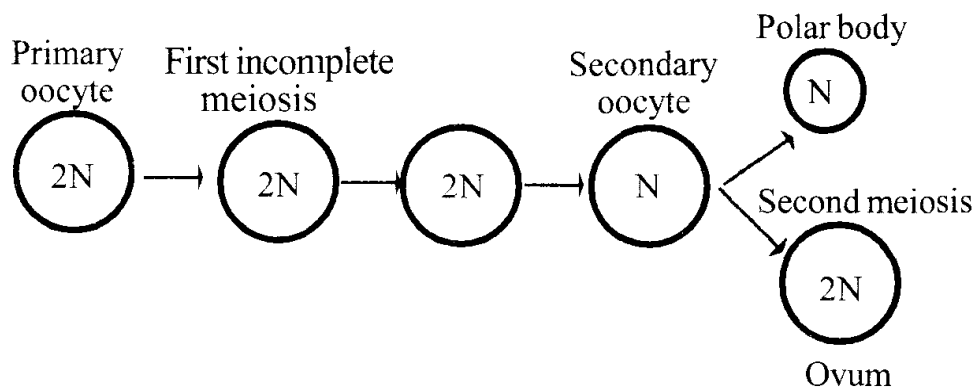 Primary
oocyte
2N
First incomplete
meiosis
2N
2N
Secondary
oocyte
N
Polar body
N
Second meiosis
2N
Ovum